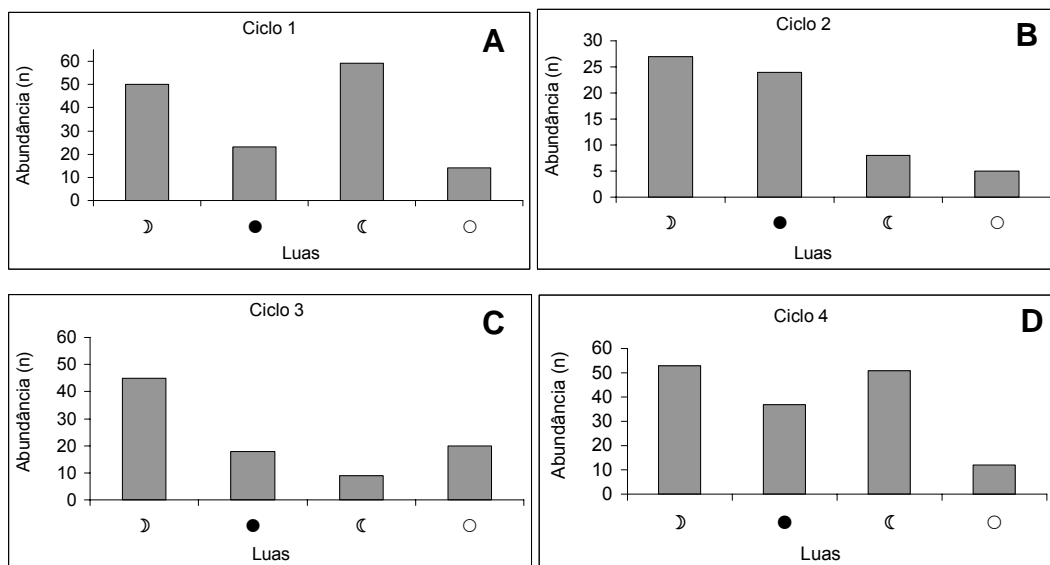 Ciclo 1
A
Abundância (n)
60
50
40
30
20
10
0
☽ ● ☾ ○
Luas
Ciclo 2
B
Abundância (n)
30
25
20
15
10
5
0
☽ ● ☾ ○
Luas
Ciclo 3
C
Abundância (n)
60
50
40
30
20
10
0
☽ ● ☾ ○
Luas
Ciclo 4
D
Abundância (n)
60
50
40
30
20
10
0
☽ ● ☾ ○
Luas